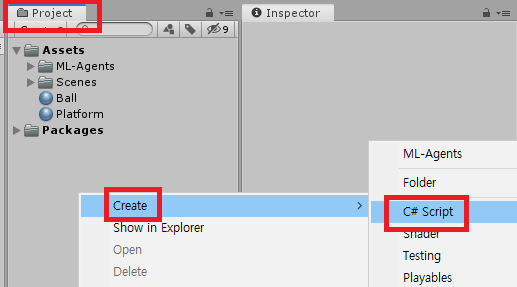 Project
Inspector
9
Assets
ML-Agents
Scenes
Ball
Platform
Packages
Create
Show in Explorer
Open
Delete
ML-Agents
Folder
C# Script
Shader
Testing
Playables